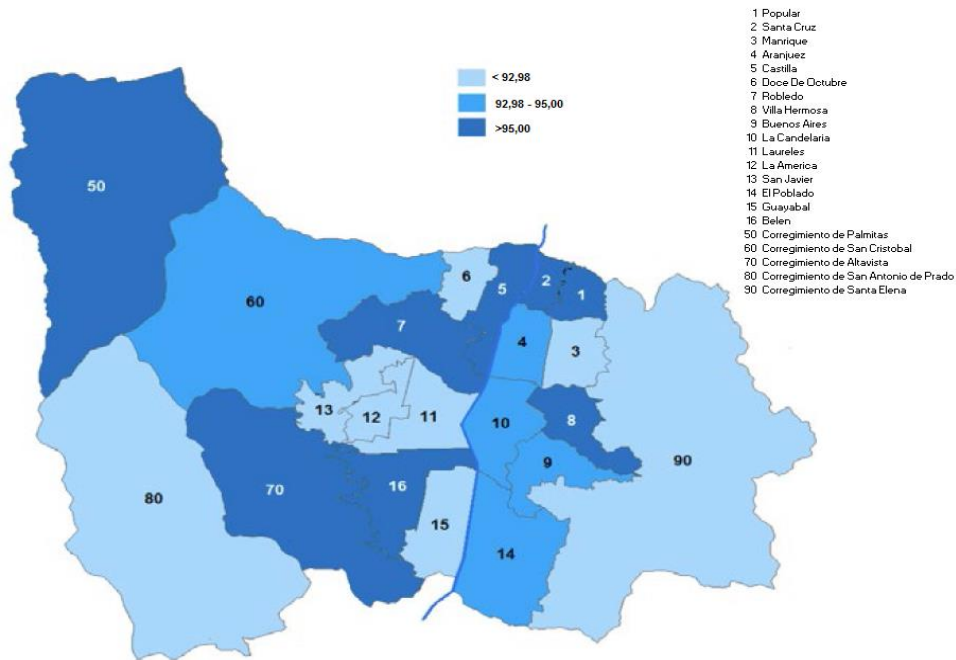 1 Popular
2 Santa Cruz
3 Manrique
4 Aranjuez
5 Castilla
6 Doce De Octubre
7 Robledo
8 Villa Hermosa
9 Buenos Aires
10 La Candelaria
11 Laureles
12 La America
13 San Javier
14 El Poblado
15 Guayabal
16 Belen
50 Corregimiento de Palmitas
60 Corregimiento de San Cristobal
70 Corregimiento de Altavista
80 Corregimiento de San Antonio de Prado
90 Corregimiento de Santa Elena
< 92,98
92,98 - 95,00
>95,00
50
60
6
5
2
1
7
4
3
13
12
11
10
8
9
90
80
70
16
15
14